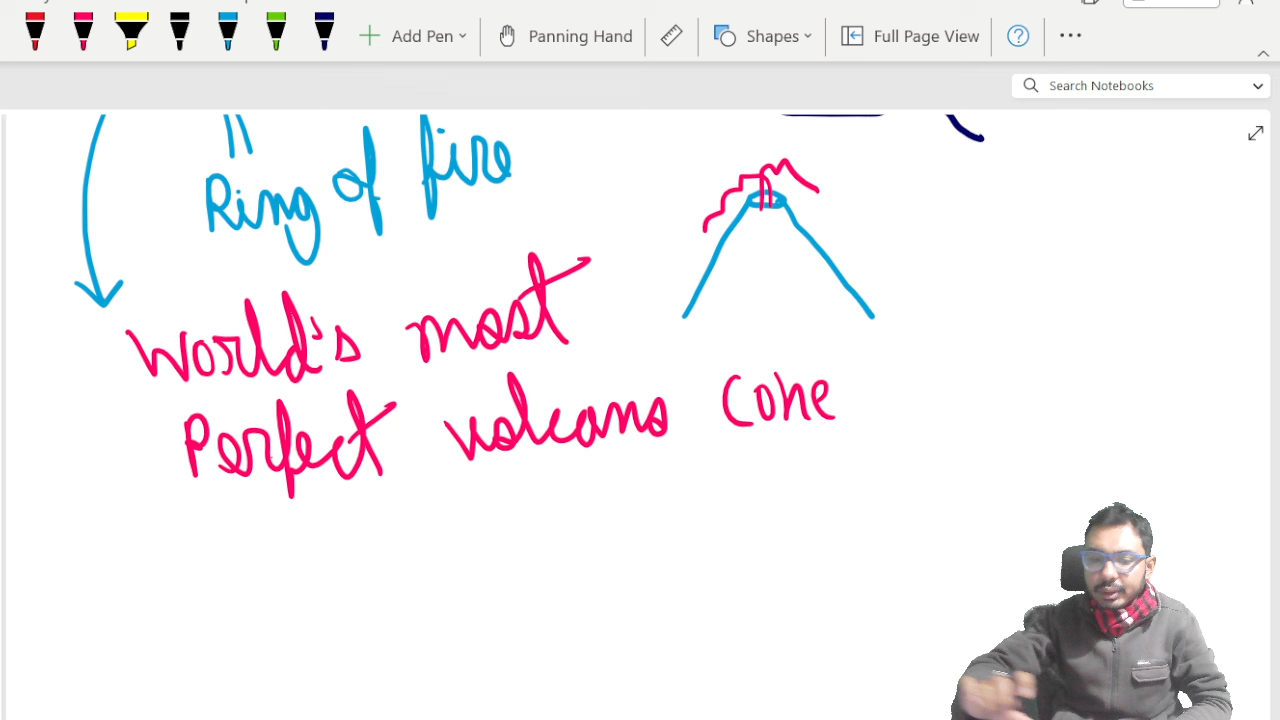 Add Pen
Panning Hand
Shapes
Full Page View
Search Notebooks
Ring of fire
World's most
Perfect volcano Cone